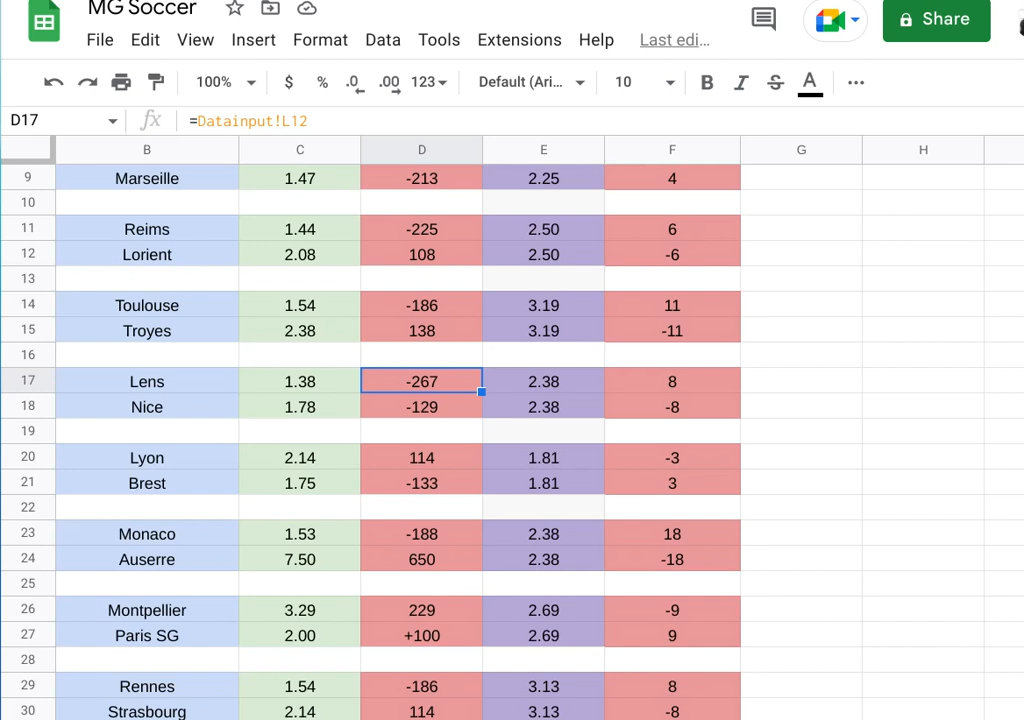 MG Soccer
File Edit View Insert Format Data Tools Extensions Help Last edi…
Share
100% $ % .0 .00 123 Default (Ari… 10 B I S A
D17 fx =Datainput!L12
B C D E F G H
9 Marseille 1.47 -213 2.25 4
10
11 Reims 1.44 -225 2.50 6
12 Lorient 2.08 108 2.50 -6
13
14 Toulouse 1.54 -186 3.19 11
15 Troyes 2.38 138 3.19 -11
16
17 Lens 1.38 -267 2.38 8
18 Nice 1.78 -129 2.38 -8
19
20 Lyon 2.14 114 1.81 -3
21 Brest 1.75 -133 1.81 3
22
23 Monaco 1.53 -188 2.38 18
24 Auserre 7.50 650 2.38 -18
25
26 Montpellier 3.29 229 2.69 -9
27 Paris SG 2.00 +100 2.69 9
28
29 Rennes 1.54 -186 3.13 8
30 Strasbourg 2.14 114 3.13 -8